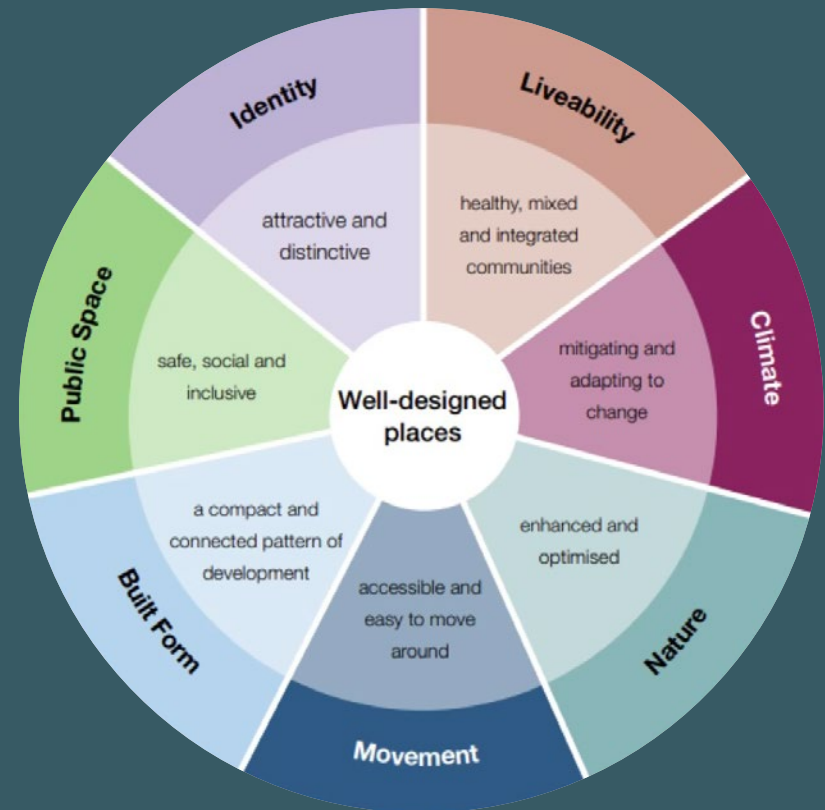 Well-designed
places
Liveability
healthy, mixed
and integrated
communities
Climate
mitigating and
adapting to
change
Nature
enhanced and
optimised
Movement
accessible and
easy to move
around
Built Form
a compact and
connected pattern of
development
Public Space
safe, social and
inclusive
Identity
attractive and
distinctive